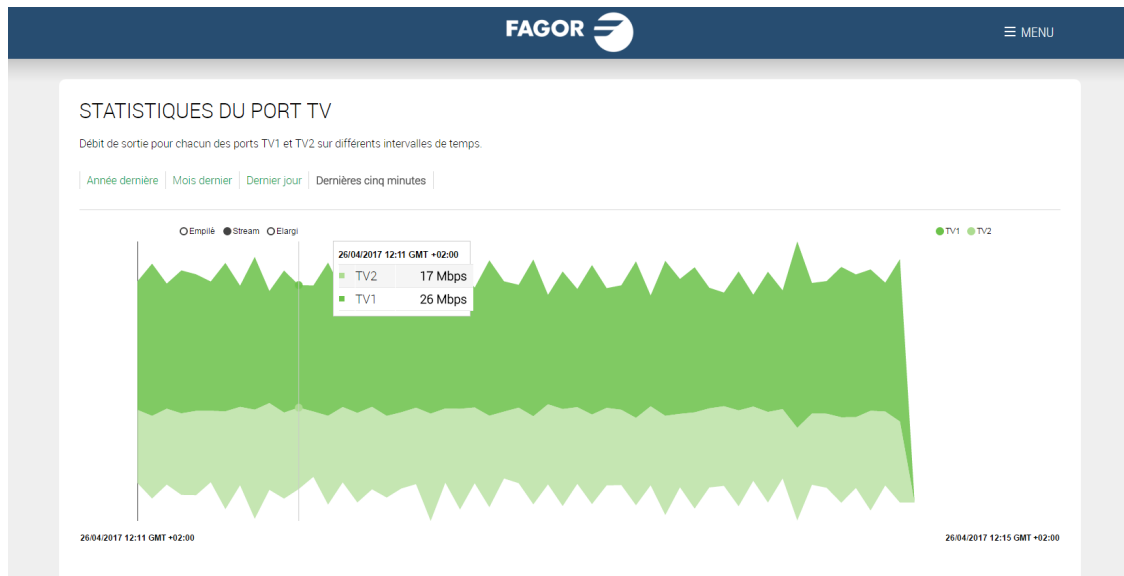 FAGOR
☰ MENU
STATISTIQUES DU PORT TV
Débit de sortie pour chacun des ports TV1 et TV2 sur différents intervalles de temps.
Année dernière | Mois dernier | Dernier jour | Dernières cinq minutes
Empilé Stream Elargi
TV1 TV2
26/04/2017 12:11 GMT +02:00
TV2 17 Mbps
TV1 26 Mbps
26/04/2017 12:11 GMT +02:00
26/04/2017 12:15 GMT +02:00